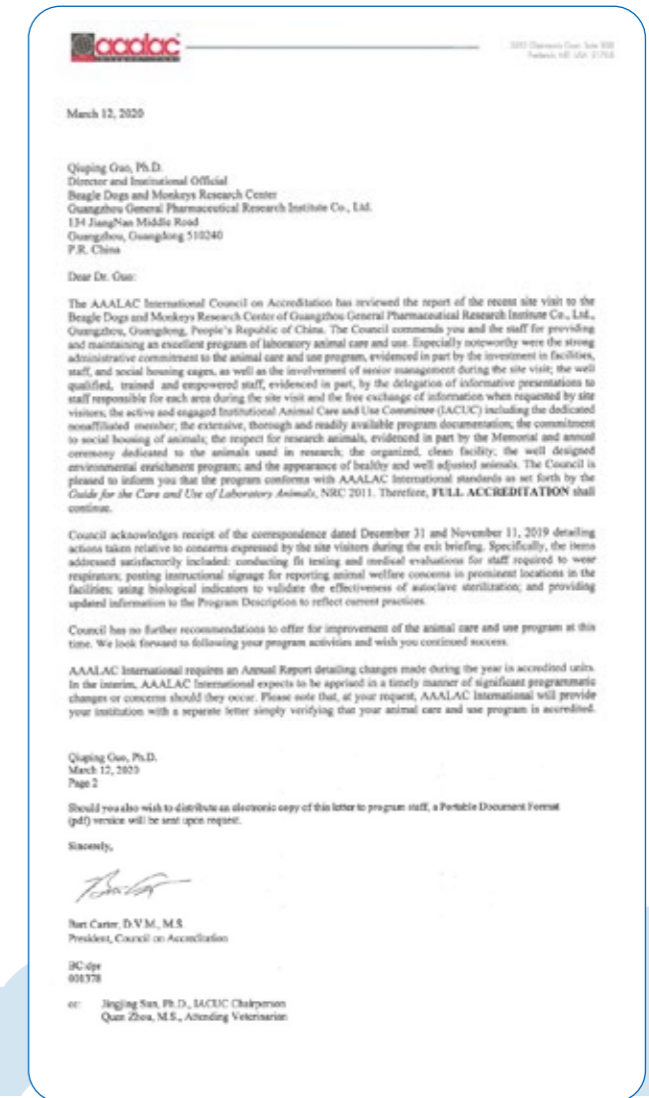 aaalac
March 12, 2020
Qiuping Guo, Ph.D.
Director and Institutional Official
Beagle Dogs and Monkeys Research Center
Guangzhou General Pharmaceutical Research Institute Co., Ltd.
134 JiangNan Middle Road
Guangzhou, Guangdong 510240
P.R. China
Dear Dr. Guo:
The AAALAC International Council on Accreditation has reviewed the report of the recent site visit to the
Beagle Dogs and Monkeys Research Center of Guangzhou General Pharmaceutical Research Institute Co., Ltd.,
Guangzhou, Guangdong, People's Republic of China. The Council commends you and the staff for providing
and maintaining an excellent program of laboratory animal care and use. Especially noteworthy were the strong
administrative commitment to the animal care and use program, evidenced in part by the investment in facilities,
staff, and social housing cages, as well as the involvement of senior management during the site visit; the well
qualified, trained and empowered staff, evidenced in part, by the delegation of informative presentations to
staff responsible for each area during the site visit and the free exchange of information when requested by site
visitors; the active and engaged Institutional Animal Care and Use Committee (IACUC) including the dedicated
nonaffiliated member; the extensive, thorough and readily available program documentation; the commitment
to social housing of animals; the respect for research animals, evidenced in part by the Memorial and annual
ceremony dedicated to the animals used in research; the organized, clean facility; the well designed
environmental enrichment program; and the appearance of healthy and well adjusted animals. The Council is
pleased to inform you that the program conforms with AAALAC International standards as set forth by the
Guide for the Care and Use of Laboratory Animals, NRC 2011. Therefore, FULL ACCREDITATION shall
continue.
Council acknowledges receipt of the correspondence dated December 31 and November 11, 2019 detailing
actions taken relative to concerns expressed by the site visitors during the exit briefing. Specifically, the items
addressed satisfactorily included: conducting fit testing and medical evaluations for staff required to wear
respirators; posting instructional signage for reporting animal welfare concerns in prominent locations in the
facilities; using biological indicators to validate the effectiveness of autoclave sterilization; and providing
updated information to the Program Description to reflect current practices.
Council has no further recommendations to offer for improvement of the animal care and use program at this
time. We look forward to following your program activities and wish you continued success.
AAALAC International requires an Annual Report detailing changes made during the year in accredited units.
In the interim, AAALAC International expects to be apprised in a timely manner of significant programmatic
changes or concerns should they occur. Please note that, at your request, AAALAC International will provide
your institution with a separate letter simply verifying that your animal care and use program is accredited.
Qiuping Guo, Ph.D.
March 12, 2020
Page 2
Should you also wish to distribute an electronic copy of this letter to program staff, a Portable Document Format
(pdf) version will be sent upon request.
Sincerely,
Bart Carter, D.V.M., M.S.
President, Council on Accreditation
BC:dpr
001378
cc: Jingjing Sun, Ph.D., IACUC Chairperson
Quan Zhou, M.S., Attending Veterinarian